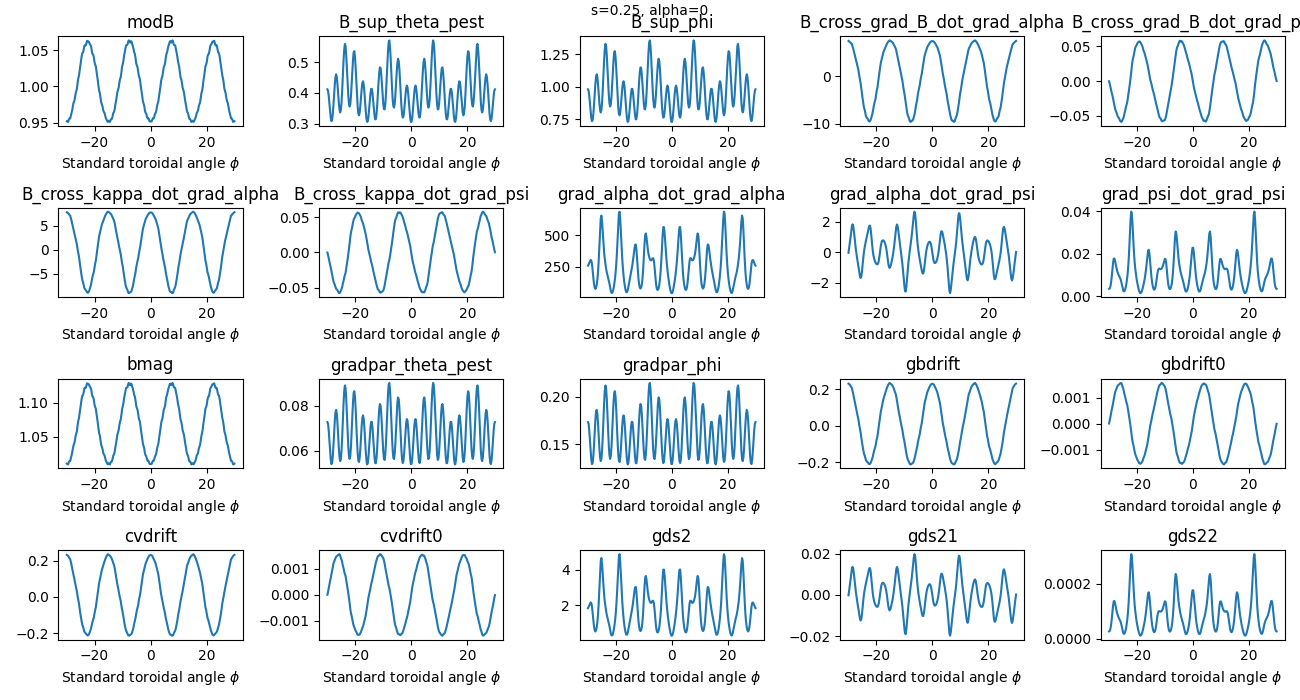 s=0.25, alpha=0
modB
B_sup_theta_pest
B_sup_phi
B_cross_grad_B_dot_grad_alpha
B_cross_grad_B_dot_grad_p
1.05
1.00
0.95
−20
0
20
Standard toroidal angle ϕ
0.5
0.4
0.3
−20
0
20
Standard toroidal angle ϕ
1.25
1.00
0.75
−20
0
20
Standard toroidal angle ϕ
0
−10
−20
0
20
Standard toroidal angle ϕ
0.05
0.00
−0.05
−20
0
20
Standard toroidal angle ϕ
B_cross_kappa_dot_grad_alpha
B_cross_kappa_dot_grad_psi
grad_alpha_dot_grad_alpha
grad_alpha_dot_grad_psi
grad_psi_dot_grad_psi
5
0
−5
−20
0
20
Standard toroidal angle ϕ
0.05
0.00
−0.05
−20
0
20
Standard toroidal angle ϕ
500
250
−20
0
20
Standard toroidal angle ϕ
2
0
−2
−20
0
20
Standard toroidal angle ϕ
0.04
0.02
0.00
−20
0
20
Standard toroidal angle ϕ
bmag
gradpar_theta_pest
gradpar_phi
gbdrift
gbdrift0
1.10
1.05
−20
0
20
Standard toroidal angle ϕ
0.08
0.06
−20
0
20
Standard toroidal angle ϕ
0.20
0.15
−20
0
20
Standard toroidal angle ϕ
0.2
0.0
−0.2
−20
0
20
Standard toroidal angle ϕ
0.001
0.000
−0.001
−20
0
20
Standard toroidal angle ϕ
cvdrift
cvdrift0
gds2
gds21
gds22
0.2
0.0
−0.2
−20
0
20
Standard toroidal angle ϕ
0.001
0.000
−0.001
−20
0
20
Standard toroidal angle ϕ
4
2
−20
0
20
Standard toroidal angle ϕ
0.02
0.00
−0.02
−20
0
20
Standard toroidal angle ϕ
0.0002
0.0000
−20
0
20
Standard toroidal angle ϕ